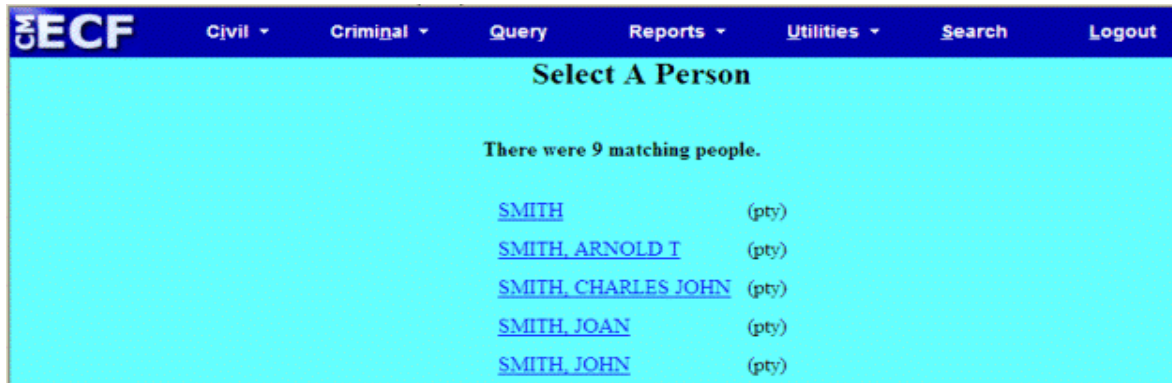 CM ECF Civil Criminal Query Reports Utilities Search Logout
Select A Person
There were 9 matching people.
SMITH (pty)
SMITH, ARNOLD T (pty)
SMITH, CHARLES JOHN (pty)
SMITH, JOAN (pty)
SMITH, JOHN (pty)